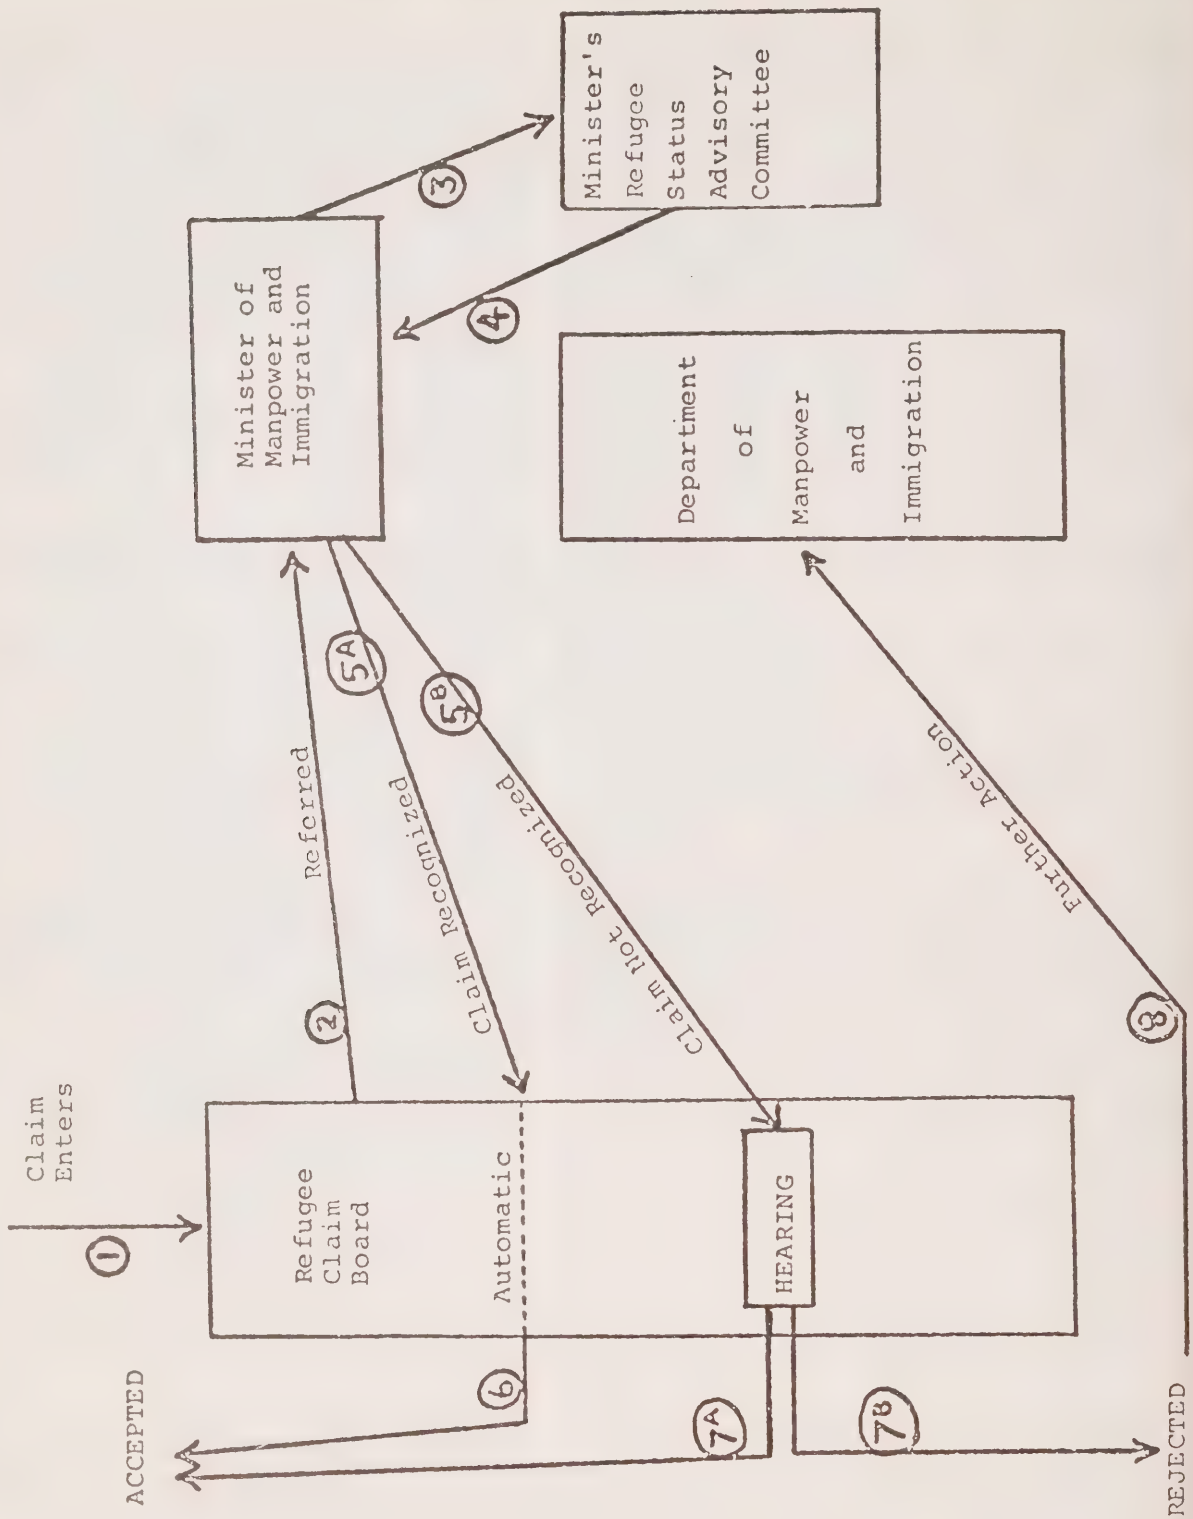 Claim
Enters
1
ACCEPTED
Refugee
Claim
Board
2
Referred
Minister of
Manpower and
Immigration
3
4
Minister's
Refugee
Status
Advisory
Committee
5A
Claim Recognized
5B
Claim Not Recognized
Automatic
6
HEARING
7A
7B
REJECTED
8
Further Action
Department
of
Manpower
and
Immigration